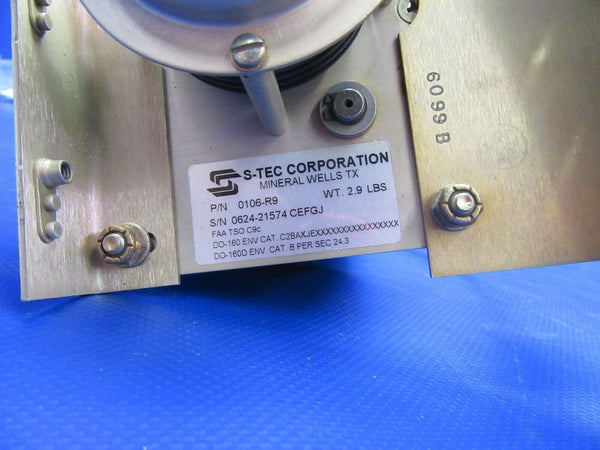 S-TEC CORPORATION
MINERAL WELLS TX
P/N 0106-R9 WT. 2.9 LBS.
S/N 0624-21574 CEFGJ
FAA TSO C9c
DO-160 ENV CAT. C2BAXJEXXXXXXXXXXXXXXXX
DO-160D ENV CAT. B PER SEC 24.3
6099 B